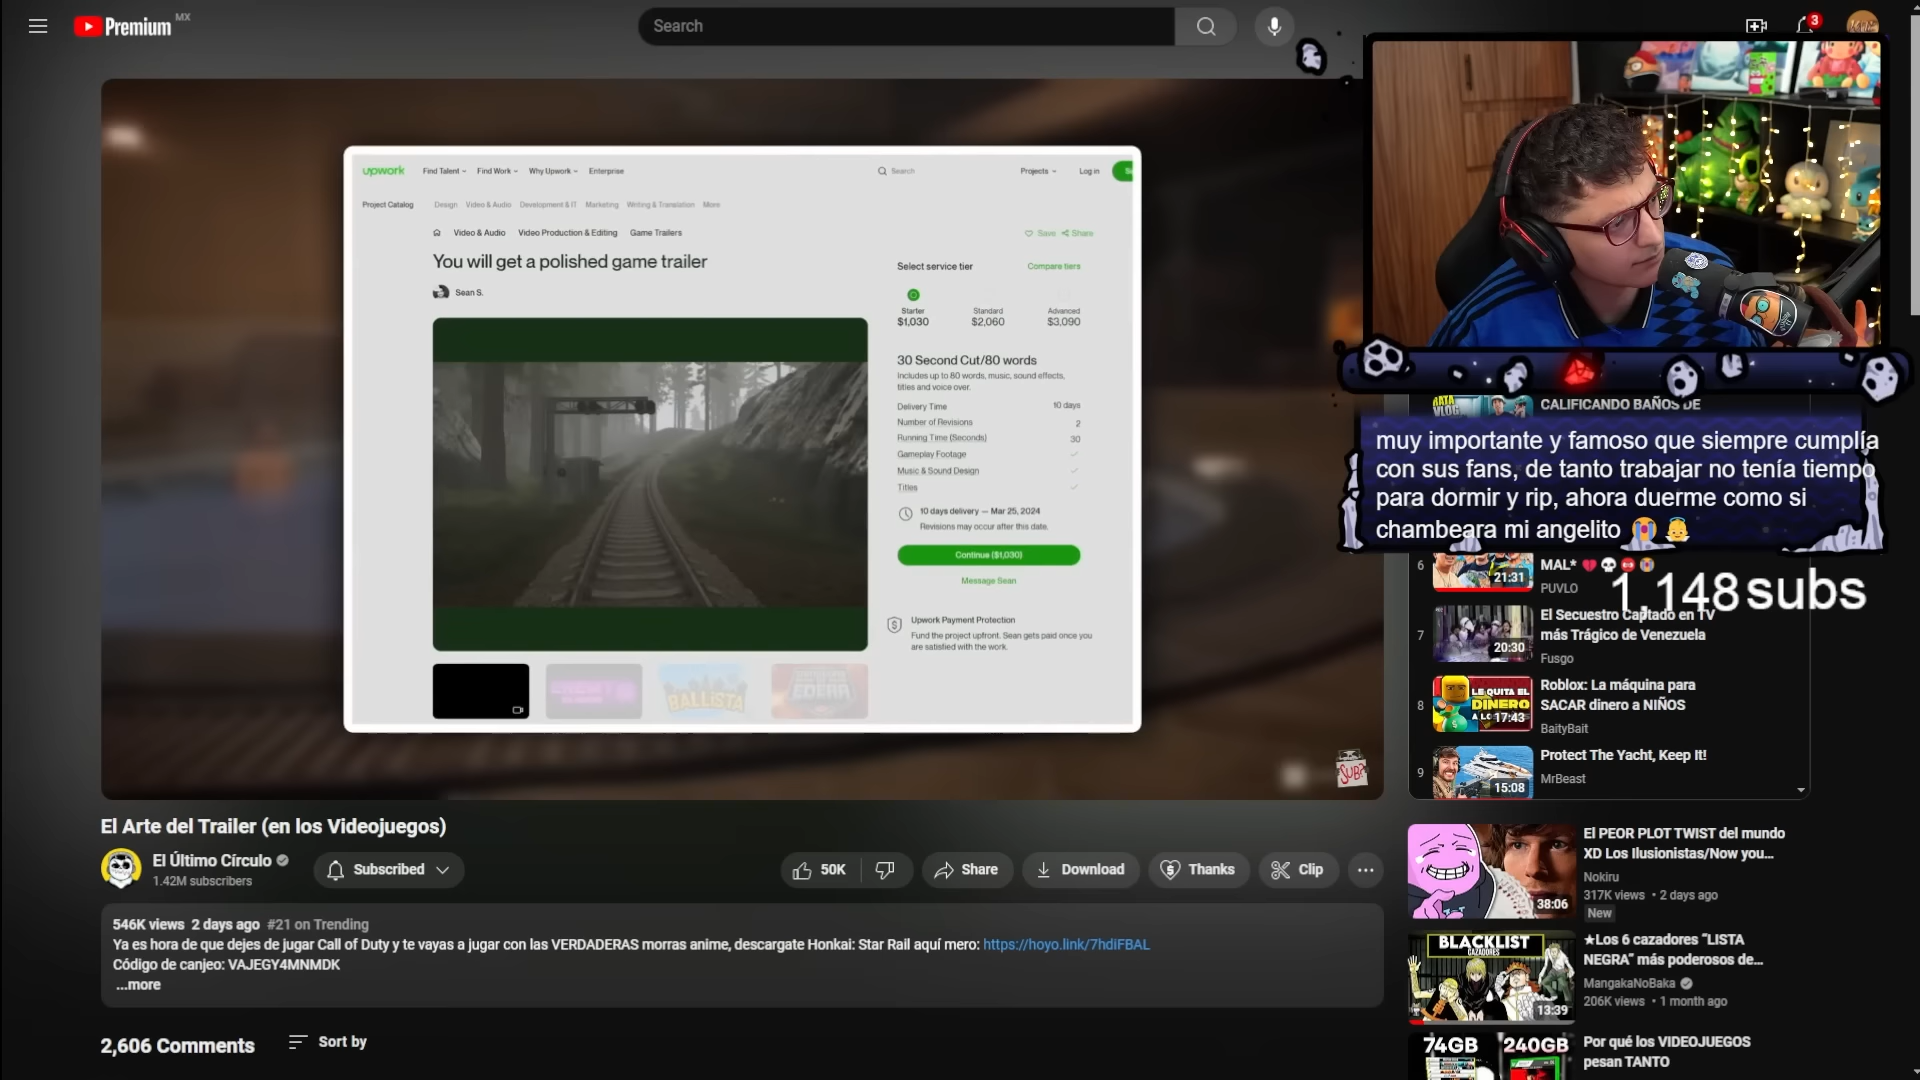 Premium MX
Search
3
upwork
Find Talent
Find Work
Why Upwork
Enterprise
Search
Projects
Log in
Project Catalog
Design
Video & Audio
Development & IT
Marketing
Writing & Translation
More
Video & Audio
Video Production & Editing
Game Trailers
Save
Share
You will get a polished game trailer
Sean S.
Select service tier
Compare tiers
Starter
$1,030
Standard
$2,060
Advanced
$3,090
30 Second Cut/80 words
Includes up to 80 words, music, sound effects,
titles and voice over.
Delivery Time 10 days
Number of Revisions 2
Running Time (Seconds) 30
Gameplay Footage
Music & Sound Design
Titles
10 days delivery — Mar 25, 2024
Revisions may occur after this date.
Continue ($1,030)
Message Sean
Upwork Payment Protection
Fund the project upfront. Sean gets paid once you
are satisfied with the work.
BALLISTA
SUB?
CALIFICANDO BAÑOS DE
muy importante y famoso que siempre cumplía
con sus fans, de tanto trabajar no tenía tiempo
para dormir y rip, ahora duerme como si
chambeara mi angelito 😭 👼
6
21:31
MAL* 💔 💀
PUVLO
1,148 subs
7
20:30
El Secuestro Captado en TV
más Trágico de Venezuela
Fusgo
8
LE QUITA EL
DINERO
17:43
Roblox: La máquina para
SACAR dinero a NIÑOS
BaityBait
9
15:08
Protect The Yacht, Keep It!
MrBeast
El Arte del Trailer (en los Videojuegos)
El Último Círculo
1.42M subscribers
Subscribed
50K
Share
Download
Thanks
Clip
546K views 2 days ago #21 on Trending
Ya es hora de que dejes de jugar Call of Duty y te vayas a jugar con las VERDADERAS morras anime, descargate Honkai: Star Rail aquí mero: https://hoyo.link/7hdiFBAL
Código de canjeo: VAJEGY4MNMDK
...more
2,606 Comments
Sort by
38:06
El PEOR PLOT TWIST del mundo
XD Los Ilusionistas/Now you...
Nokiru
317K views • 2 days ago
New
BLACKLIST
CAZADORES
13:39
★Los 6 cazadores “LISTA
NEGRA” más poderosos de...
MangakaNoBaka
206K views • 1 month ago
74GB
240GB
Por qué los VIDEOJUEGOS
pesan TANTO